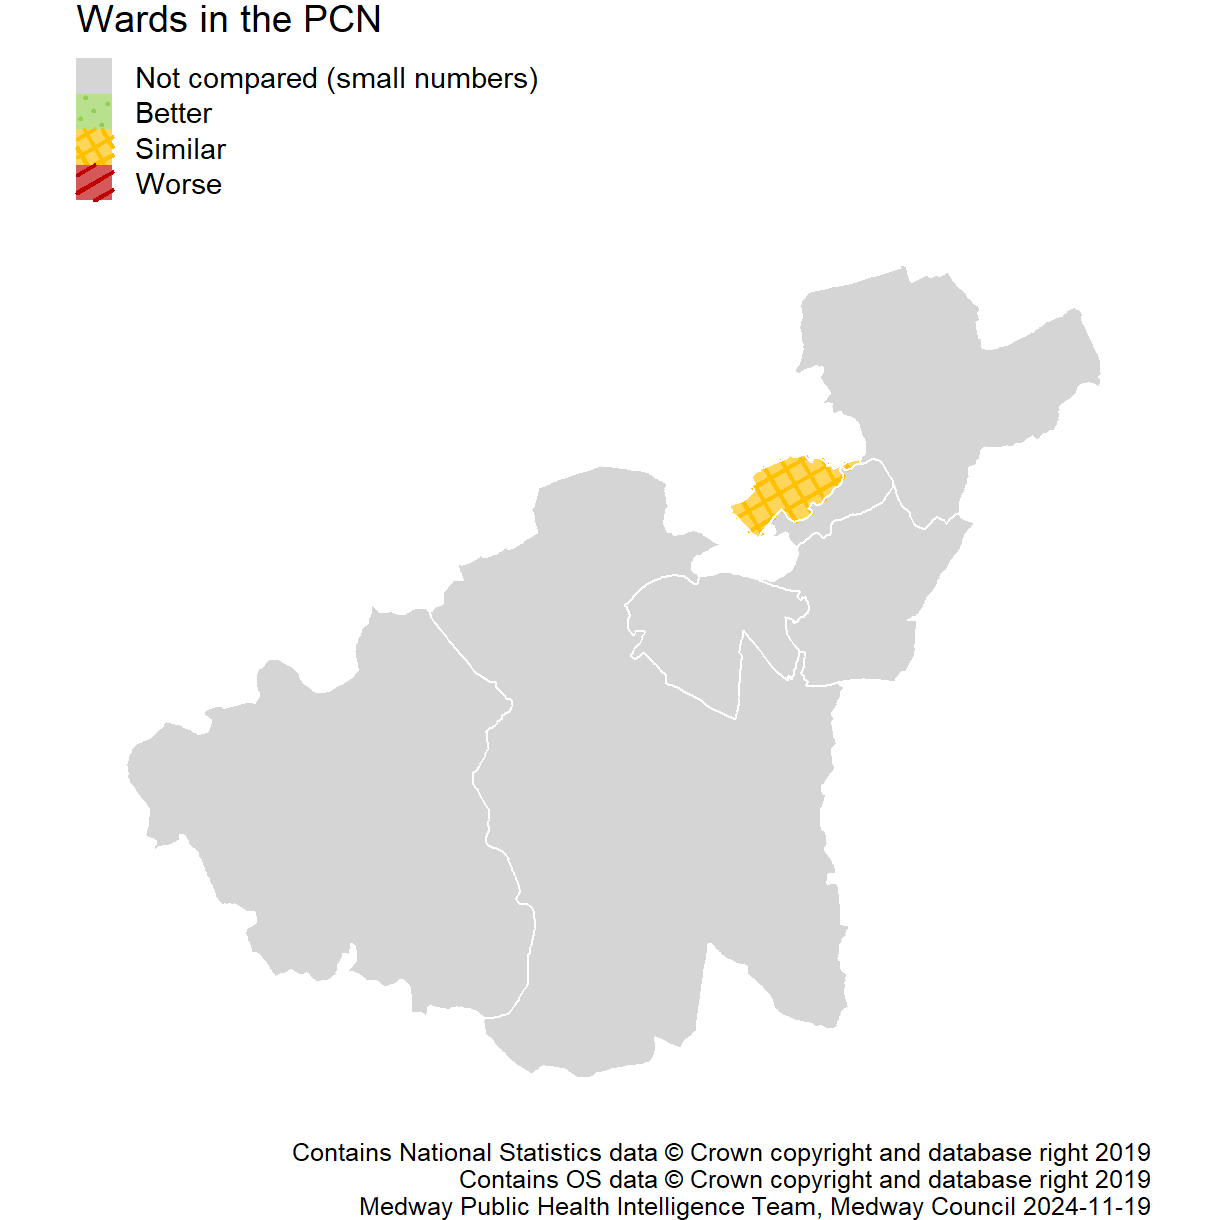 Wards in the PCN
Not compared (small numbers)
Better
Similar
Worse
Contains National Statistics data © Crown copyright and database right 2019
Contains OS data © Crown copyright and database right 2019
Medway Public Health Intelligence Team, Medway Council 2024-11-19